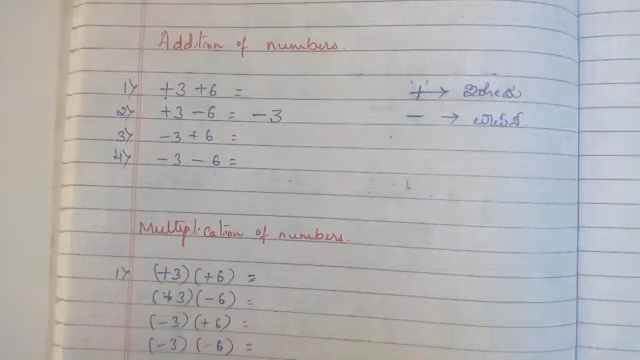 Addition of numbers.
1) +3 +6 =
2) +3 - 6 = -3
3) -3 + 6 =
4) -3 - 6 =
'+' →
- →
Multiplication of numbers.
1) (+3) (+6) =
(+3) (-6) =
(-3) (+6) =
(-3) (-6) =